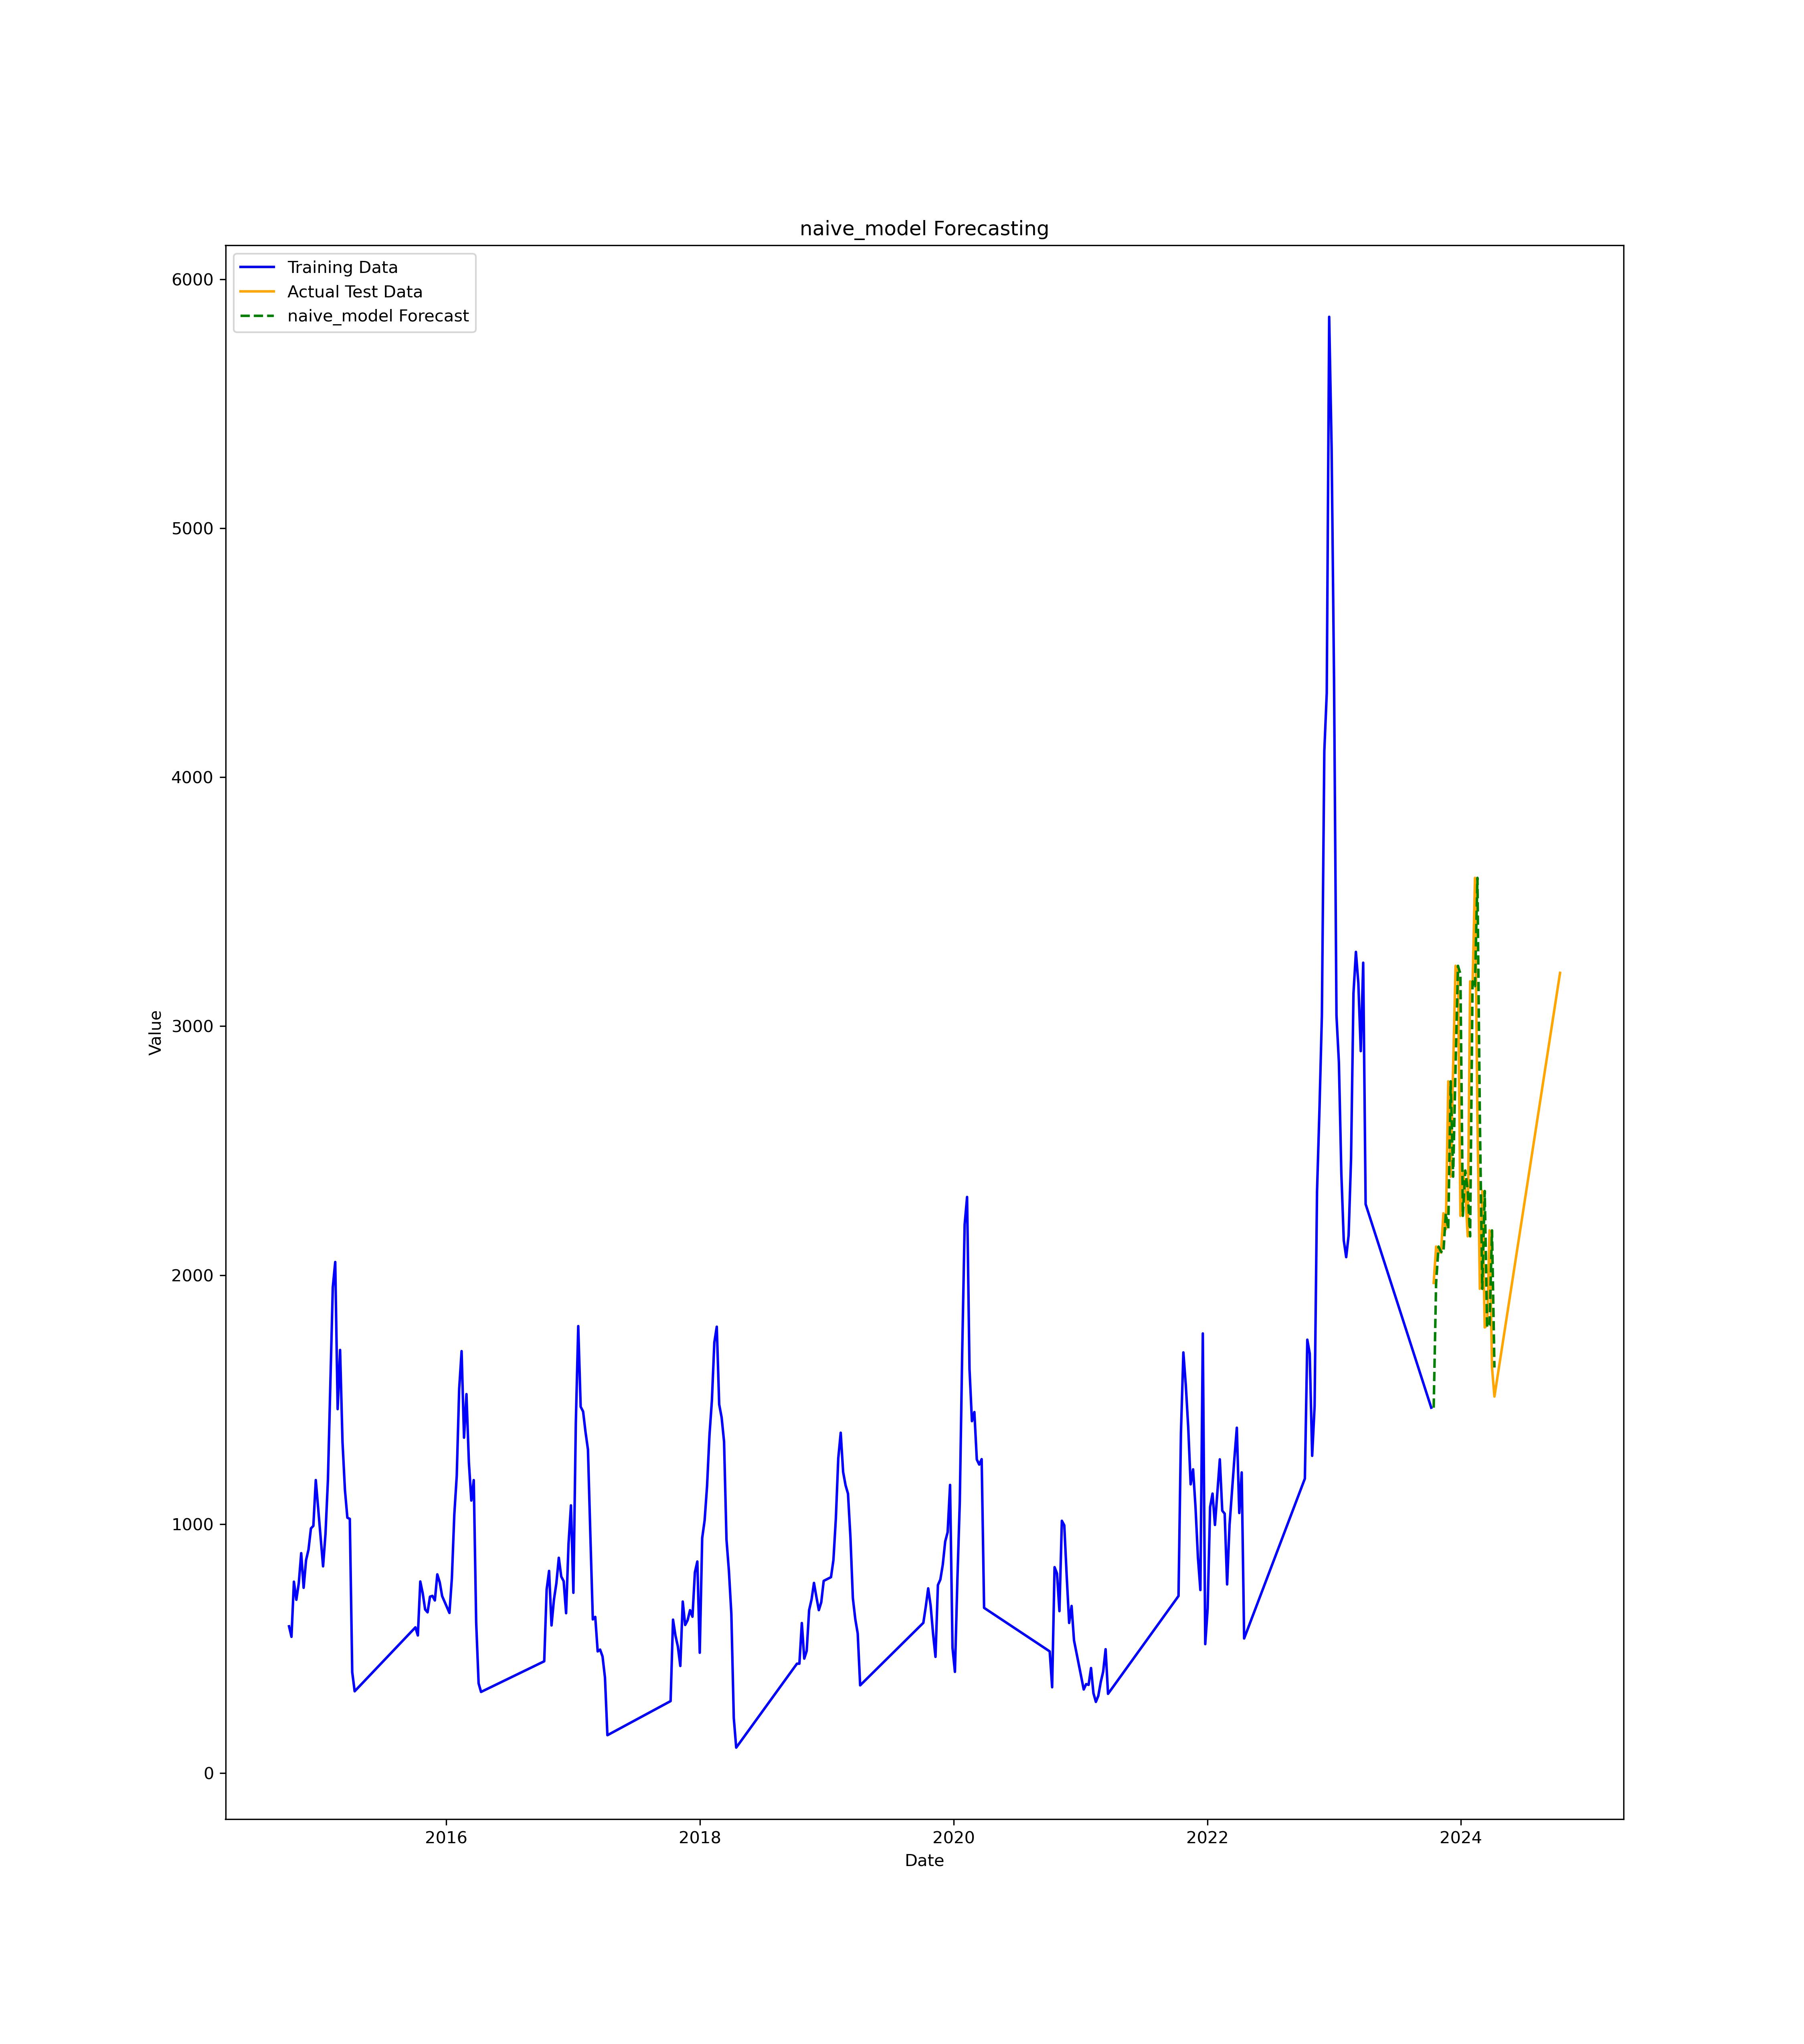 naive_model Forecasting
Training Data
Actual Test Data
naive_model Forecast
6000
5000
4000
3000
2000
1000
0
Value
2016
2018
2020
2022
2024
Date